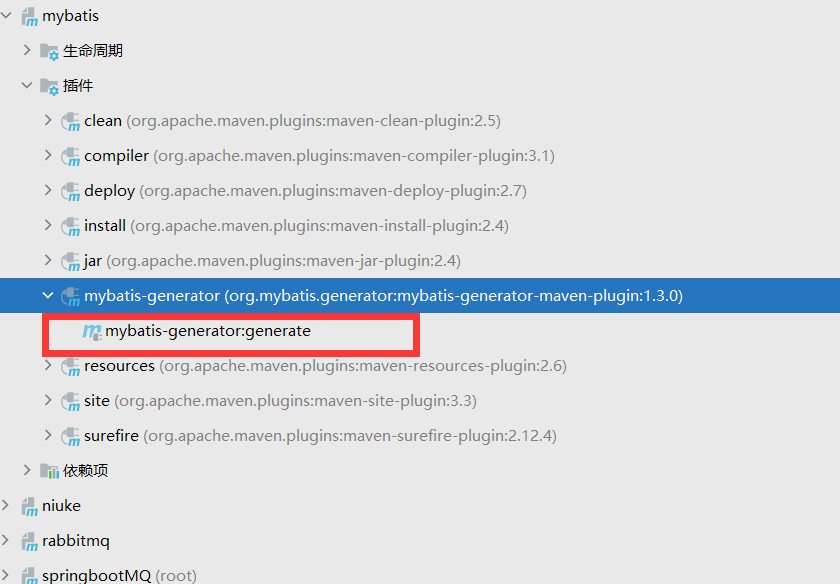 mybatis
生命周期
插件
clean (org.apache.maven.plugins:maven-clean-plugin:2.5)
compiler (org.apache.maven.plugins:maven-compiler-plugin:3.1)
deploy (org.apache.maven.plugins:maven-deploy-plugin:2.7)
install (org.apache.maven.plugins:maven-install-plugin:2.4)
jar (org.apache.maven.plugins:maven-jar-plugin:2.4)
mybatis-generator (org.mybatis.generator:mybatis-generator-maven-plugin:1.3.0)
mybatis-generator:generate
resources (org.apache.maven.plugins:maven-resources-plugin:2.6)
site (org.apache.maven.plugins:maven-site-plugin:3.3)
surefire (org.apache.maven.plugins:maven-surefire-plugin:2.12.4)
依赖项
niuke
rabbitmq
springbootMQ (root)